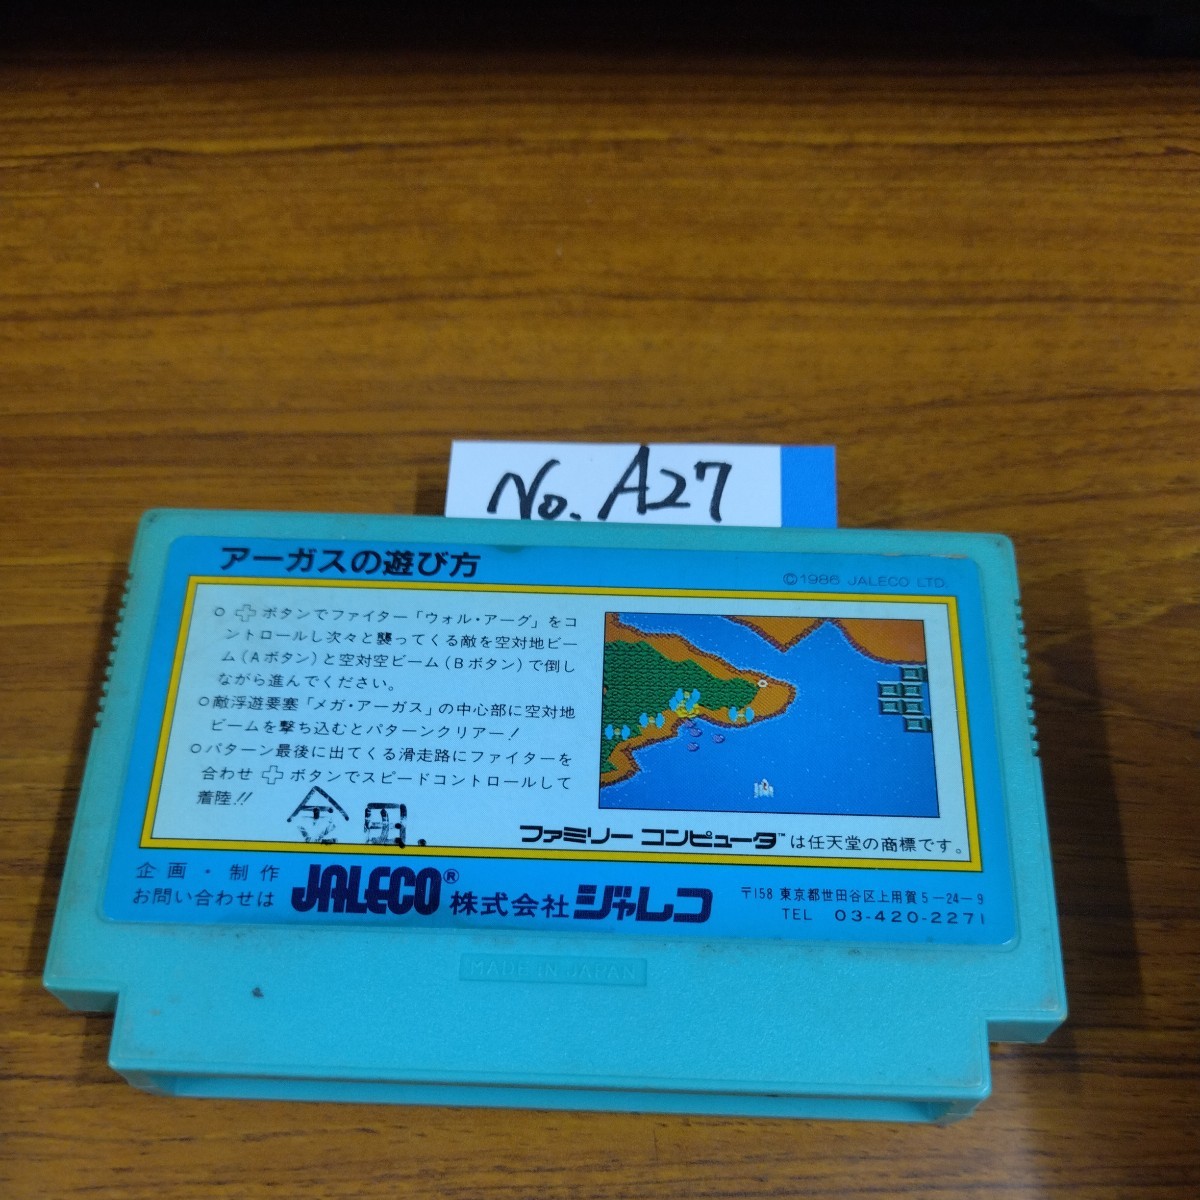 No. A27
アーガスの遊び方
©1986 JALECO LTD.
○ボタンでファイター「ウォル・アーグ」をコ
ントロールし次々と襲ってくる敵を空対地ビー
ム(Aボタン)と空対空ビーム(Bボタン)で倒し
ながら進んでください。
○敵浮遊要塞「メガ・アーガス」の中心部に空対地
ビームを撃ち込むとパターンクリアー!
○パターン最後に出てくる滑走路にファイターを
合わせボタンでスピードコントロールして
着陸!!
金田.
ファミリーコンピュータ™は任天堂の商標です。
企画・制作
お問い合わせは
JALECO® 株式会社ジャレコ
〒158 東京都世田谷区上用賀5-24-9
TEL 03-420-2271
MADE IN JAPAN